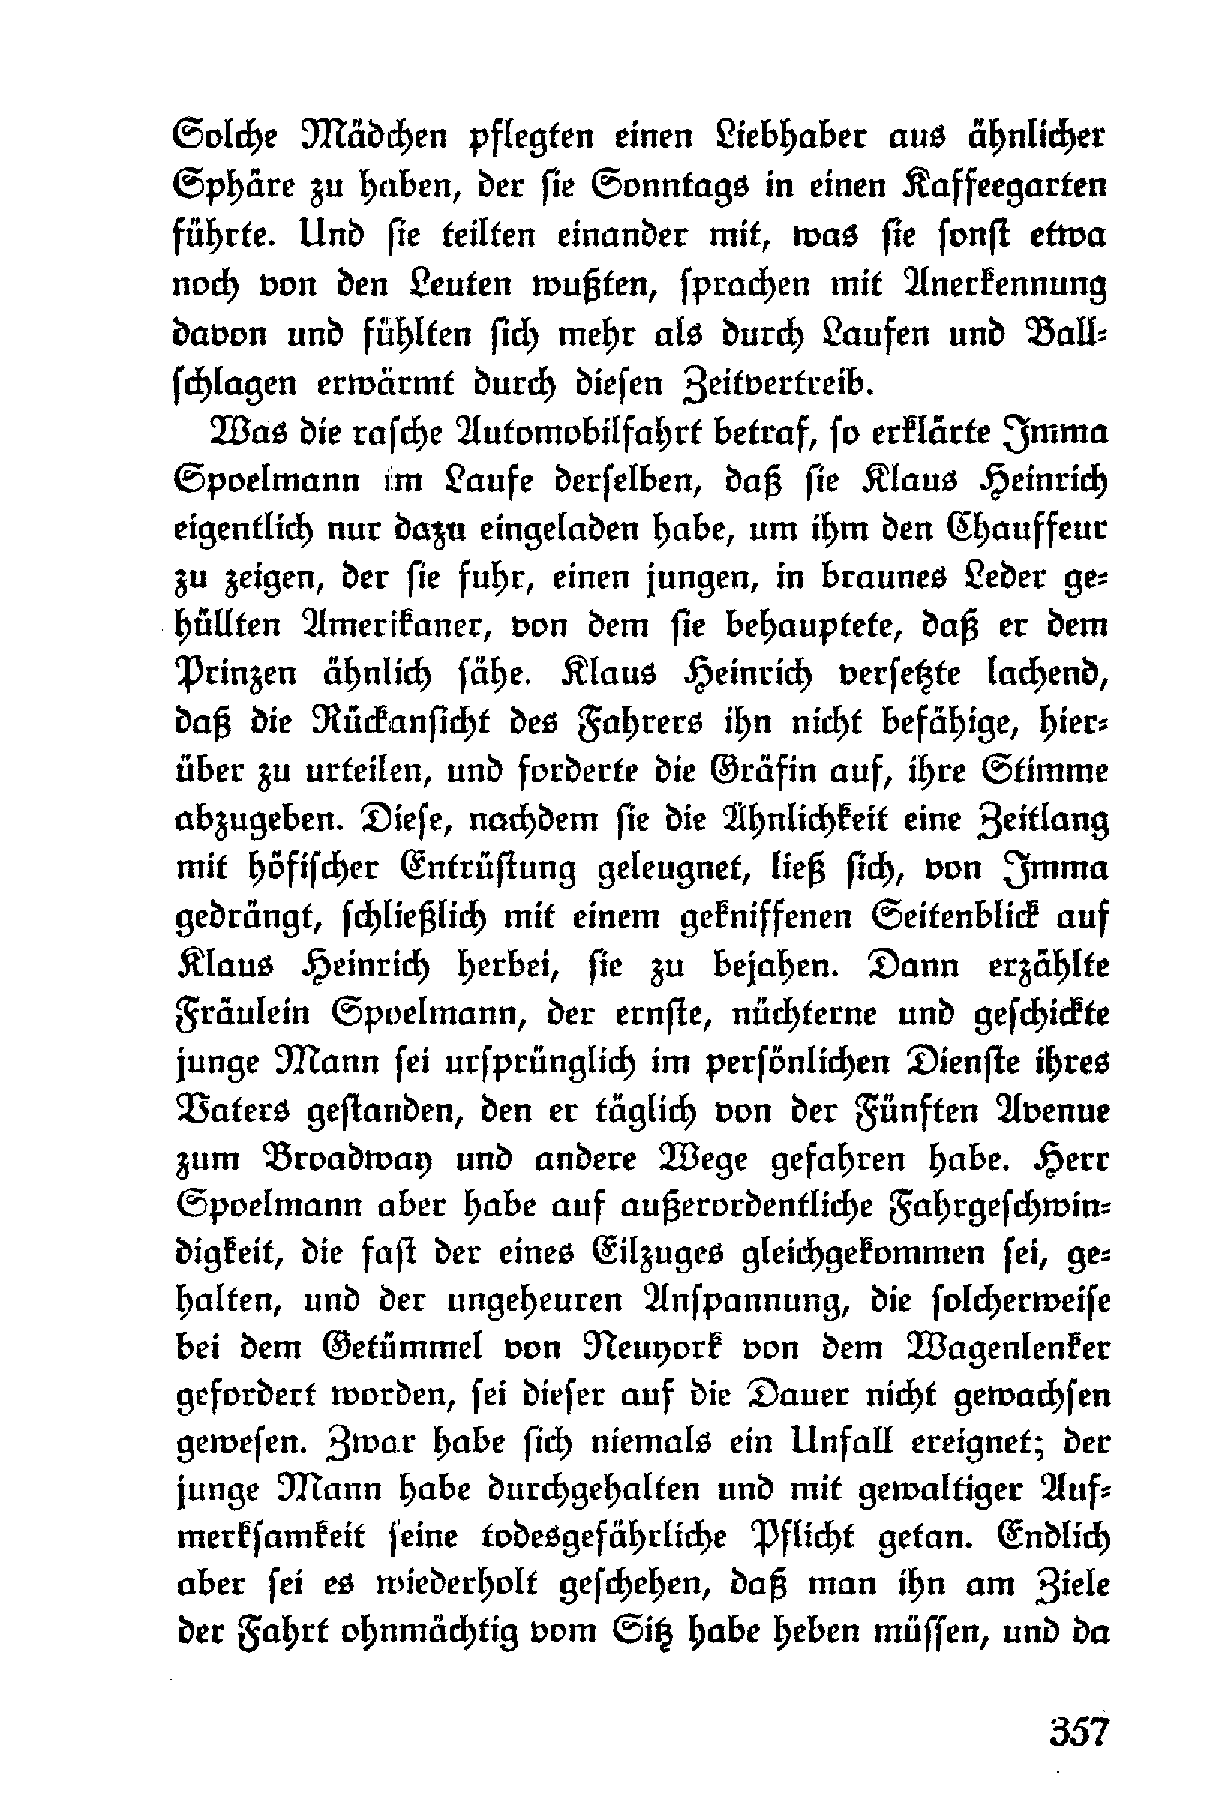 Solche Mädchen pflegten einen Liebhaber aus ähnlicher
Sphäre zu haben, der sie Sonntags in einen Kaffeegarten
führte. Und sie teilten einander mit, was sie sonst etwa
noch von den Leuten wußten, sprachen mit Anerkennung
davon und fühlten sich mehr als durch Laufen und Ball-
schlagen erwärmt durch diesen Zeitvertreib.
Was die rasche Automobilfahrt betraf, so erklärte Imma
Spoelmann im Laufe derselben, daß sie Klaus Heinrich
eigentlich nur dazu eingeladen habe, um ihm den Chauffeur
zu zeigen, der sie fuhr, einen jungen, in braunes Leder ge-
hüllten Amerikaner, von dem sie behauptete, daß er dem
Prinzen ähnlich sähe. Klaus Heinrich versetzte lachend,
daß die Rückansicht des Fahrers ihn nicht befähige, hier-
über zu urteilen, und forderte die Gräfin auf, ihre Stimme
abzugeben. Diese, nachdem sie die Ähnlichkeit eine Zeitlang
mit höfischer Entrüstung geleugnet, ließ sich, von Imma
gedrängt, schließlich mit einem gekniffenen Seitenblick auf
Klaus Heinrich herbei, sie zu bejahen. Dann erzählte
Fräulein Spoelmann, der ernste, nüchterne und geschickte
junge Mann sei ursprünglich im persönlichen Dienste ihres
Vaters gestanden, den er täglich von der Fünften Avenue
zum Broadway und andere Wege gefahren habe. Herr
Spoelmann aber habe auf außerordentliche Fahrgeschwin-
digkeit, die fast der eines Eilzuges gleichgekommen sei, ge-
halten, und der ungeheuren Anspannung, die solcherweise
bei dem Getümmel von Neuyork von dem Wagenlenker
gefordert worden, sei dieser auf die Dauer nicht gewachsen
gewesen. Zwar habe sich niemals ein Unfall ereignet; der
junge Mann habe durchgehalten und mit gewaltiger Auf-
merksamkeit seine todesgefährliche Pflicht getan. Endlich
aber sei es wiederholt geschehen, daß man ihn am Ziele
der Fahrt ohnmächtig vom Sitz habe heben müssen, und da
357